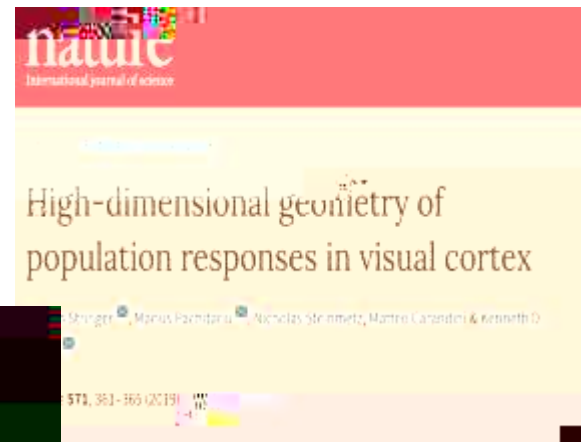 nature
International journal of science
High-dimensional geometry of
population responses in visual cortex
Stringer, Marius Pachitariu, Nicholas Steinmetz, Matteo Carandini & Kenneth D.
571, 361–365 (2019)